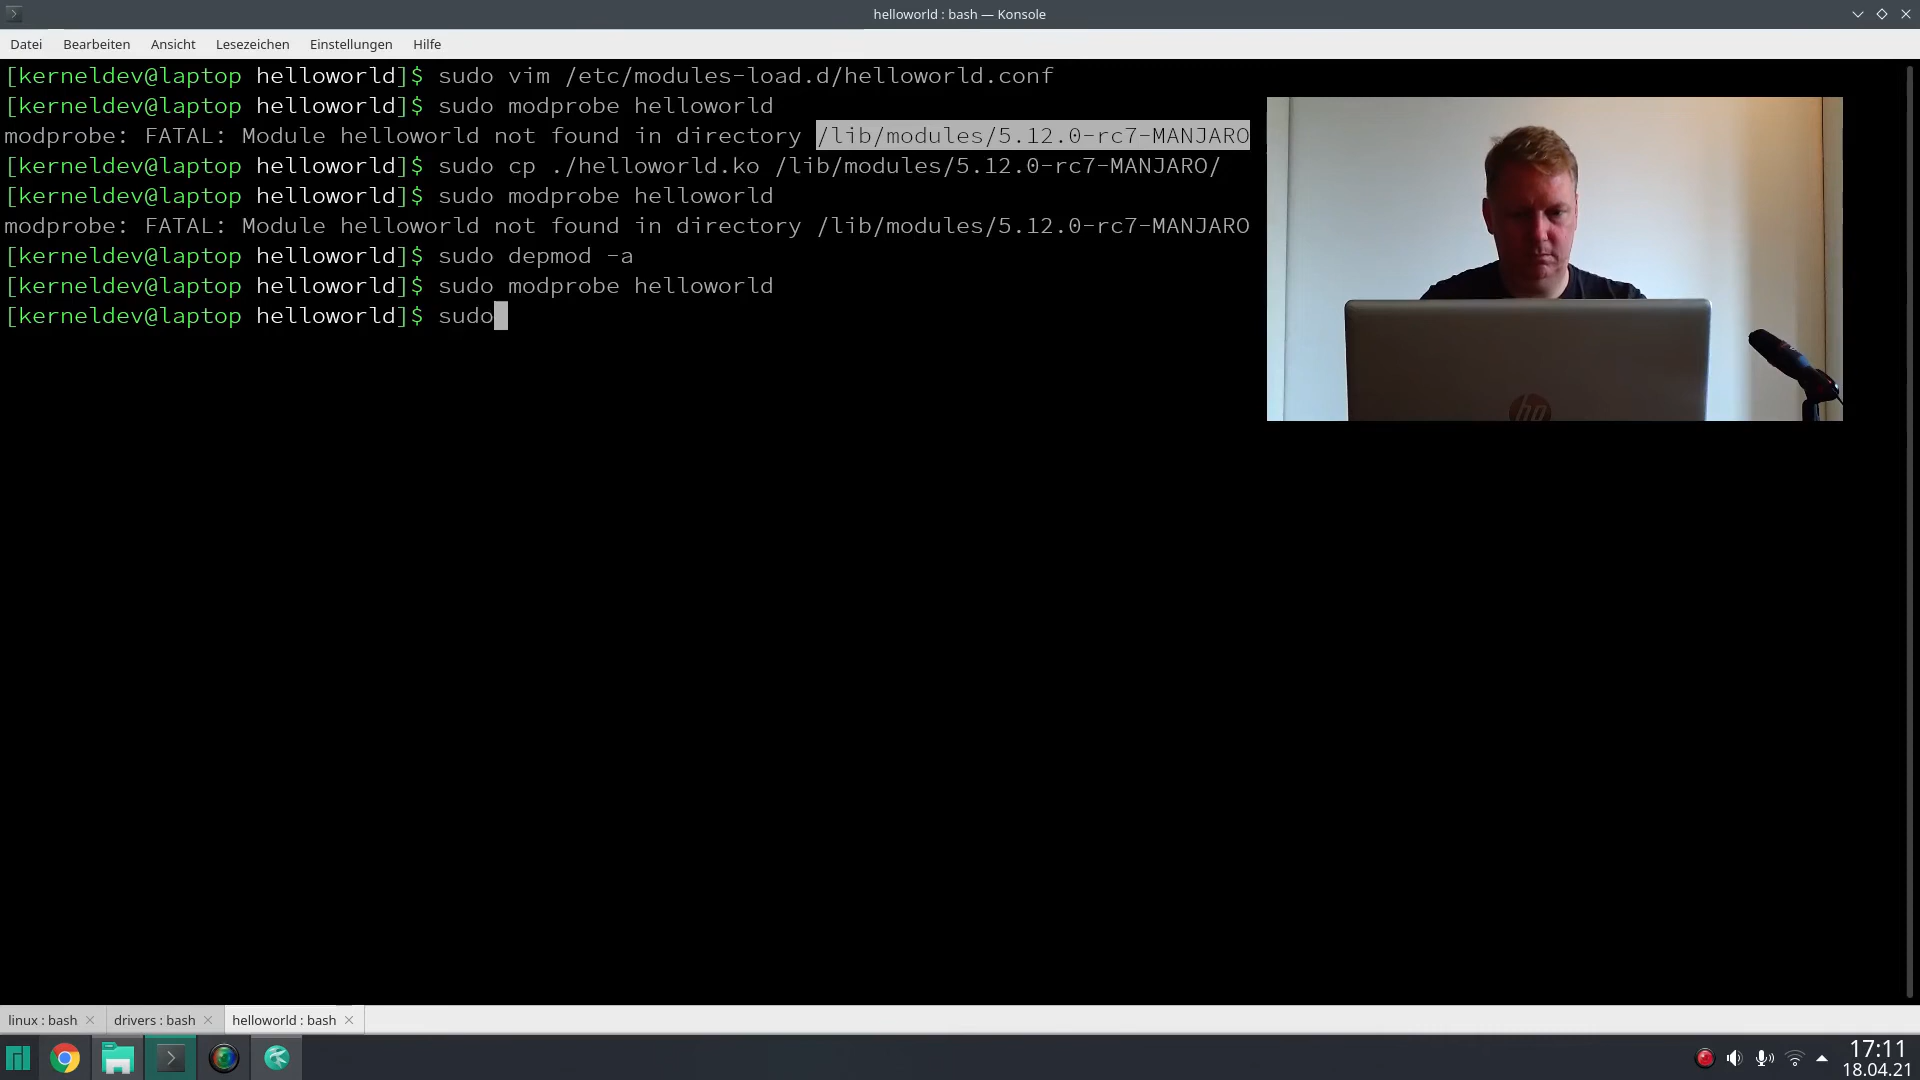 helloworld : bash — Konsole
Datei Bearbeiten Ansicht Lesezeichen Einstellungen Hilfe
[kerneldev@laptop helloworld]$ sudo vim /etc/modules-load.d/helloworld.conf
[kerneldev@laptop helloworld]$ sudo modprobe helloworld
modprobe: FATAL: Module helloworld not found in directory /lib/modules/5.12.0-rc7-MANJARO
[kerneldev@laptop helloworld]$ sudo cp ./helloworld.ko /lib/modules/5.12.0-rc7-MANJARO/
[kerneldev@laptop helloworld]$ sudo modprobe helloworld
modprobe: FATAL: Module helloworld not found in directory /lib/modules/5.12.0-rc7-MANJARO
[kerneldev@laptop helloworld]$ sudo depmod -a
[kerneldev@laptop helloworld]$ sudo modprobe helloworld
[kerneldev@laptop helloworld]$ sudo
hp
linux : bash drivers : bash helloworld : bash
17:11
18.04.21